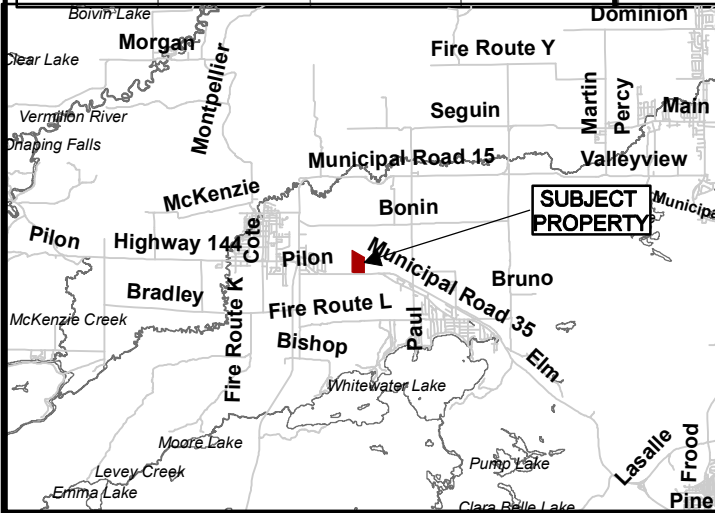 Boivin Lake
Dominion
Morgan
Fire Route Y
Clear Lake
Montpellier
Martin
Percy
Main
Seguin
Vermilion River
Onaping Falls
Municipal Road 15
Valleyview
McKenzie
SUBJECT
PROPERTY
Bonin
Municipa
Pilon
Highway 144
Cote
Pilon
Municipal Road 35
Bruno
Bradley
Fire Route K
Fire Route L
McKenzie Creek
Paul
Bishop
Elm
Whitewater Lake
Moore Lake
Lasalle
Frood
Levey Creek
Pump Lake
Emma Lake
Clara Belle Lake
Pine